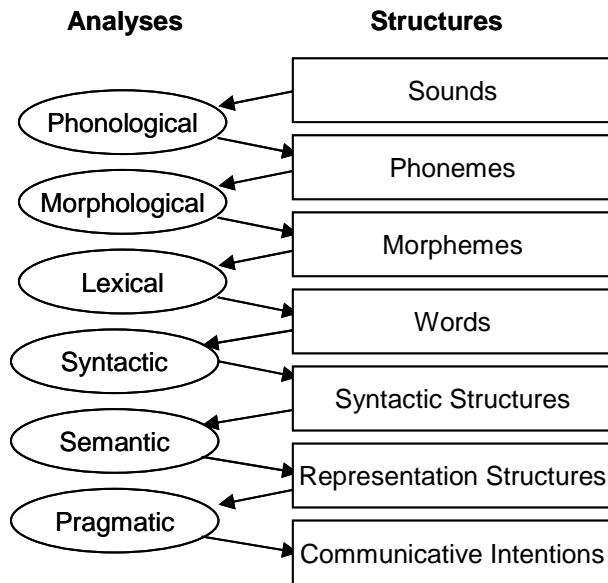 Analyses Structures
Sounds
Phonological
Phonemes
Morphological
Morphemes
Lexical
Words
Syntactic
Syntactic Structures
Semantic
Representation Structures
Pragmatic
Communicative Intentions